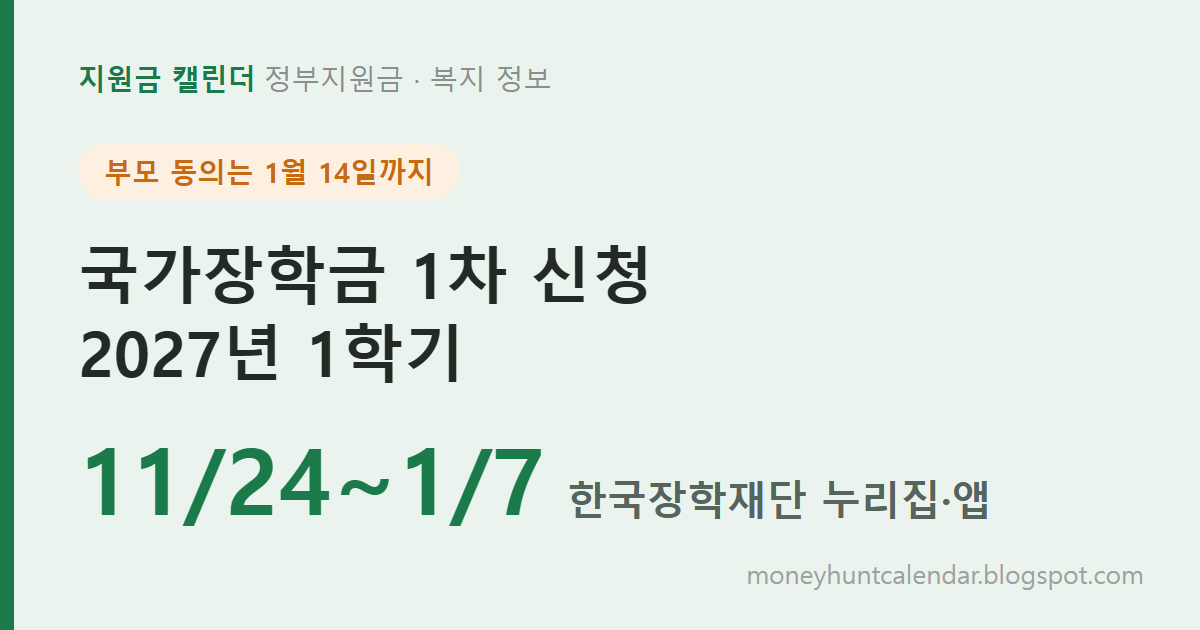 지원금 캘린더 정부지원금 · 복지 정보
부모 동의는 1월 14일까지
국가장학금 1차 신청
2027년 1학기
11/24~1/7 한국장학재단 누리집·앱
moneyhuntcalendar.blogspot.com